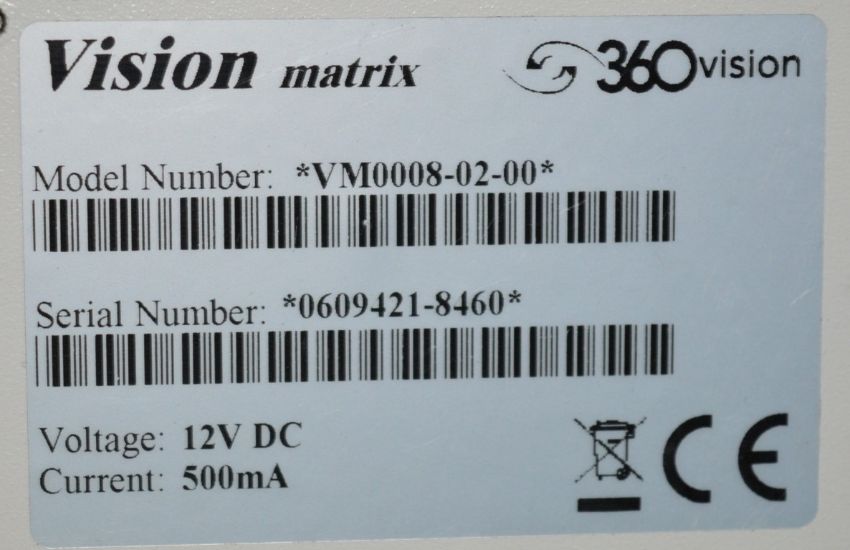 Vision matrix 360vision
Model Number: *VM0008-02-00*
Serial Number: *0609421-8460*
Voltage: 12V DC
Current: 500mA
CE